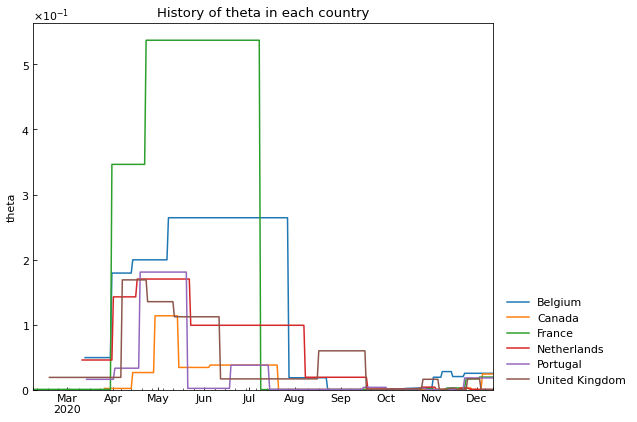 History of theta in each country
×10⁻¹
5
4
3
2
1
0
theta
Mar Apr May Jun Jul Aug Sep Oct Nov Dec
2020
Belgium
Canada
France
Netherlands
Portugal
United Kingdom